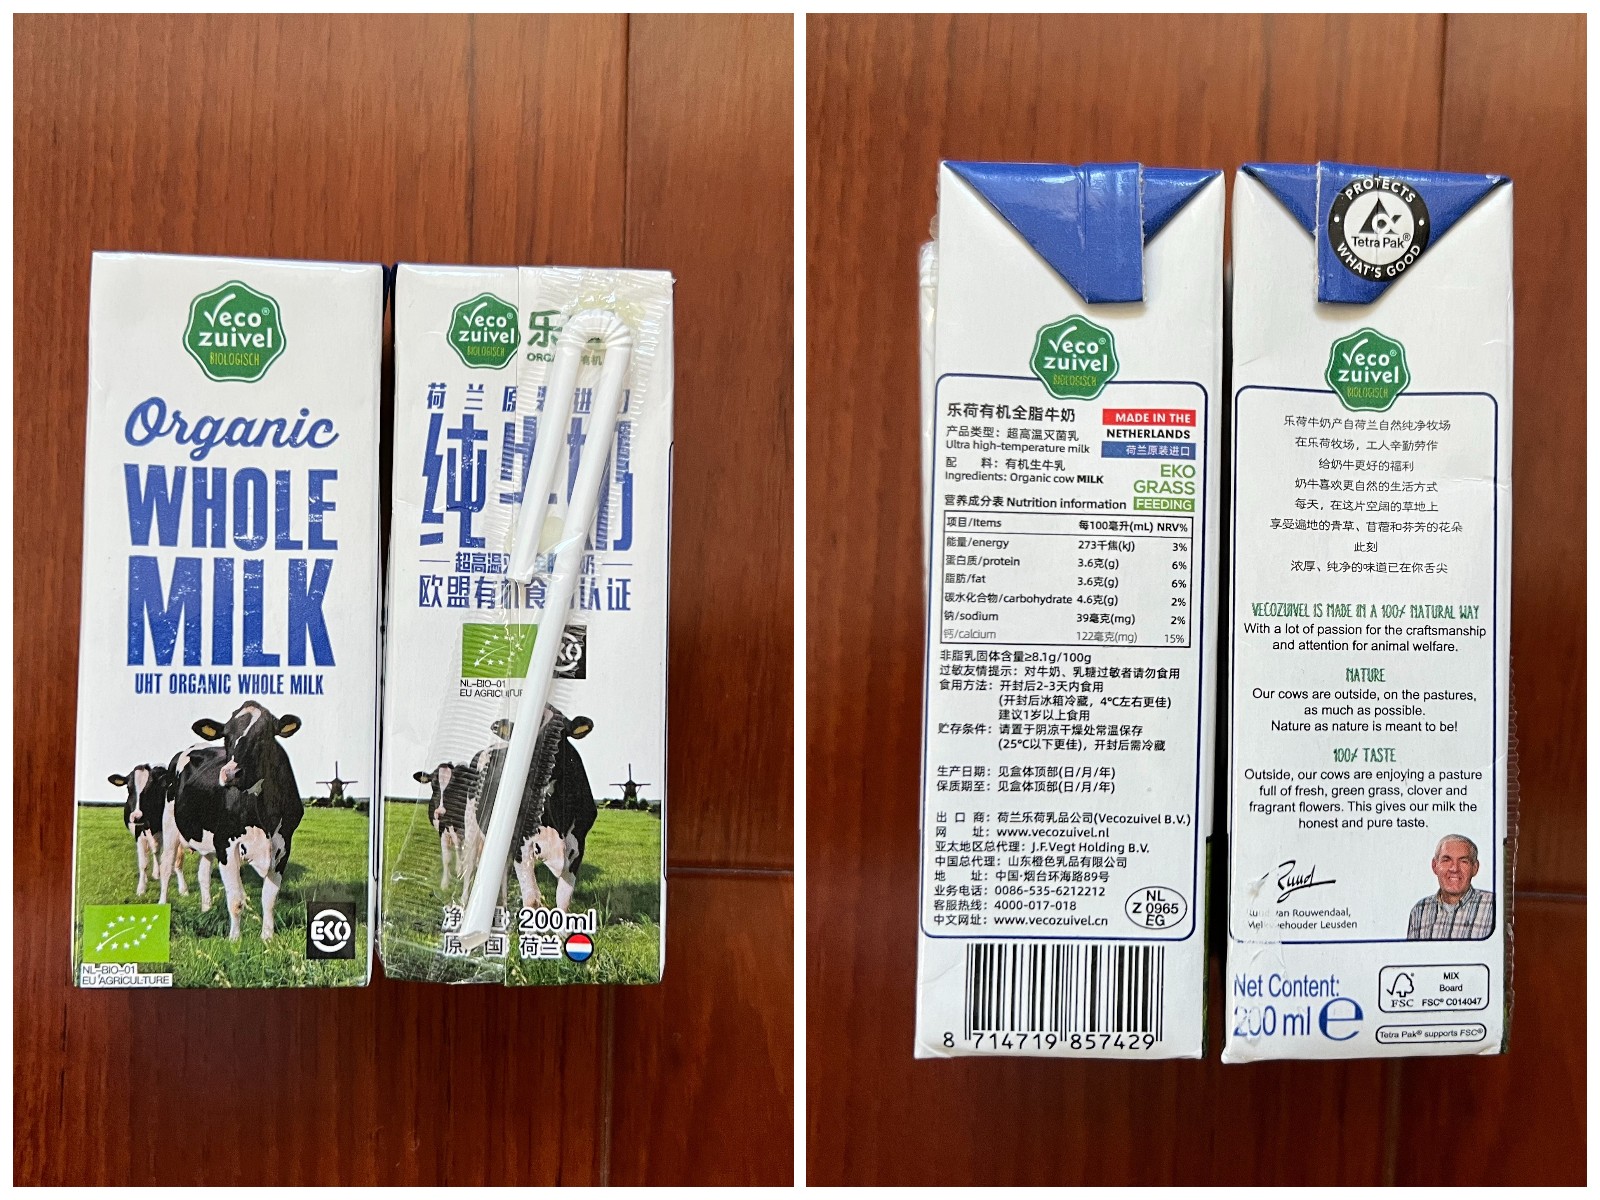 Veco®
zuivel
BIOLOGISCH
Organic
WHOLE
MILK
UHT ORGANIC WHOLE MILK
EKO
NL-BIO-01
EU AGRICULTURE
Veco
zuivel
BIOLOGISCH
乐
ORGA
有机
荷兰原装进口
纯牛奶
超高温
欧盟有机食
认证
NL-BIO-01
EU AGRICULTUR
200ml
荷兰
Veco®
zuivel
BIOLOGISCH
乐荷有机全脂牛奶
MADE IN THE
NETHERLANDS
荷兰原装进口
产品类型：超高温灭菌乳
Ultra high-temperature milk
配 料：有机生牛乳
Ingredients: Organic cow MILK
EKO
GRASS
FEEDING
营养成分表 Nutrition information
项目/Items 每100毫升(mL) NRV%
能量/energy 273千焦(kJ) 3%
蛋白质/protein 3.6克(g) 6%
脂肪/fat 3.6克(g) 6%
碳水化合物/carbohydrate 4.6克(g) 2%
钠/sodium 39毫克(mg) 2%
钙/calcium 122毫克(mg) 15%
非脂乳固体含量≥8.1g/100g
过敏友情提示：对牛奶、乳糖过敏者请勿食用
食用方法：开封后2-3天内食用
(开封后冰箱冷藏，4℃左右更佳)
建议1岁以上食用
贮存条件：请置于阴凉干燥处常温保存
(25℃以下更佳)，开封后需冷藏
生产日期：见盒体顶部(日/月/年)
保质期至：见盒体顶部(日/月/年)
出 口 商：荷兰乐荷乳品公司(Vecozuivel B.V.)
网 址：www.vecozuivel.nl
亚太地区总代理：J.F.Vegt Holding B.V.
中国总代理：山东橙色乳品有限公司
地 址：中国·烟台环海路89号
业务电话：0086-535-6212212
客服热线：4000-017-018
中文网址：www.vecozuivel.cn
NL
Z 0965
EG
8 714719 857429
PROTECTS
Tetra Pak®
WHAT'S GOOD
Veco®
zuivel
BIOLOGISCH
乐荷牛奶产自荷兰自然纯净牧场
在乐荷牧场，工人辛勤劳作
给奶牛更好的福利
奶牛喜欢更自然的生活方式
每天，在这片空阔的草地上
享受遍地的青草、苜蓿和芬芳的花朵
此刻
浓厚、纯净的味道已在你舌尖
VECOZUIVEL IS MADE IN A 100% NATURAL WAY
With a lot of passion for the craftsmanship
and attention for animal welfare.
NATURE
Our cows are outside, on the pastures,
as much as possible.
Nature as nature is meant to be!
100% TASTE
Outside, our cows are enjoying a pasture
full of fresh, green grass, clover and
fragrant flowers. This gives our milk the
honest and pure taste.
Ruud
van Rouwendaal,
Leusden
Net Content:
200 ml e
FSC
MIX
Board
FSC® C014047
Tetra Pak® supports FSC®